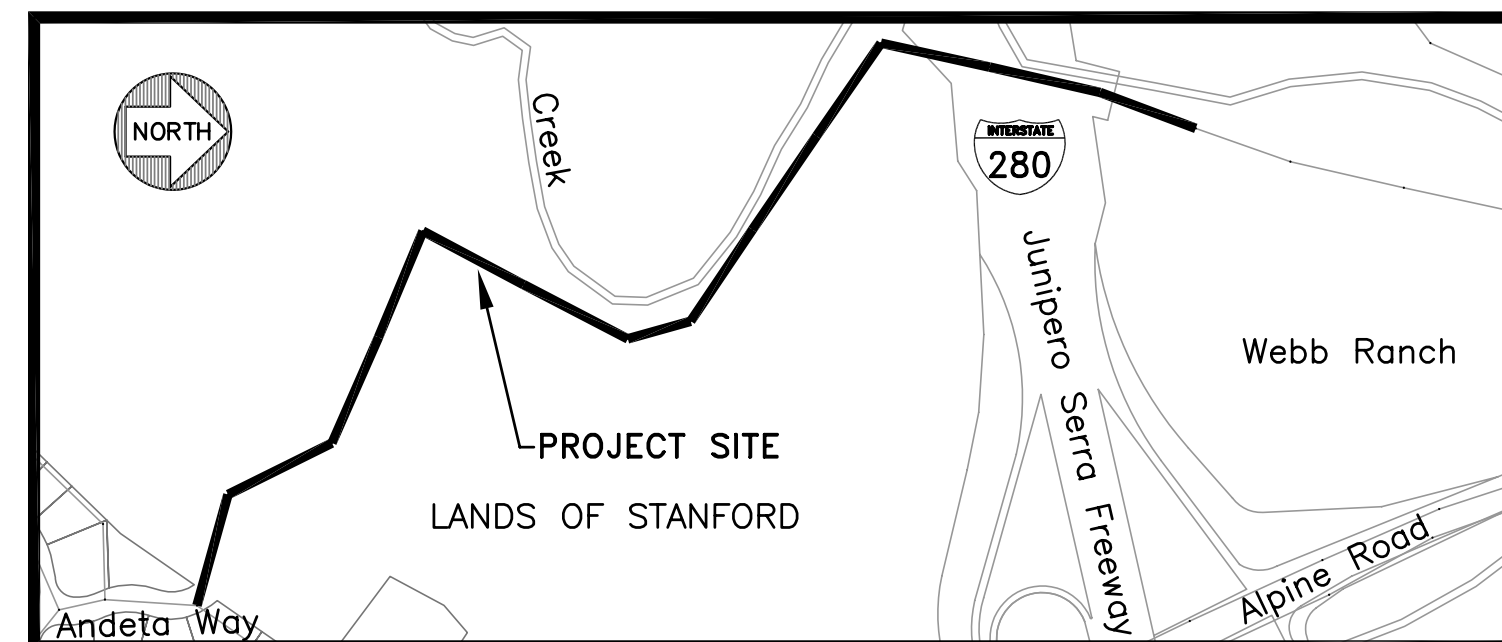 NORTH
Creek
INTERSTATE
280
Junipero Serra Freeway
Webb Ranch
PROJECT SITE
LANDS OF STANFORD
Alpine Road
Andeta Way